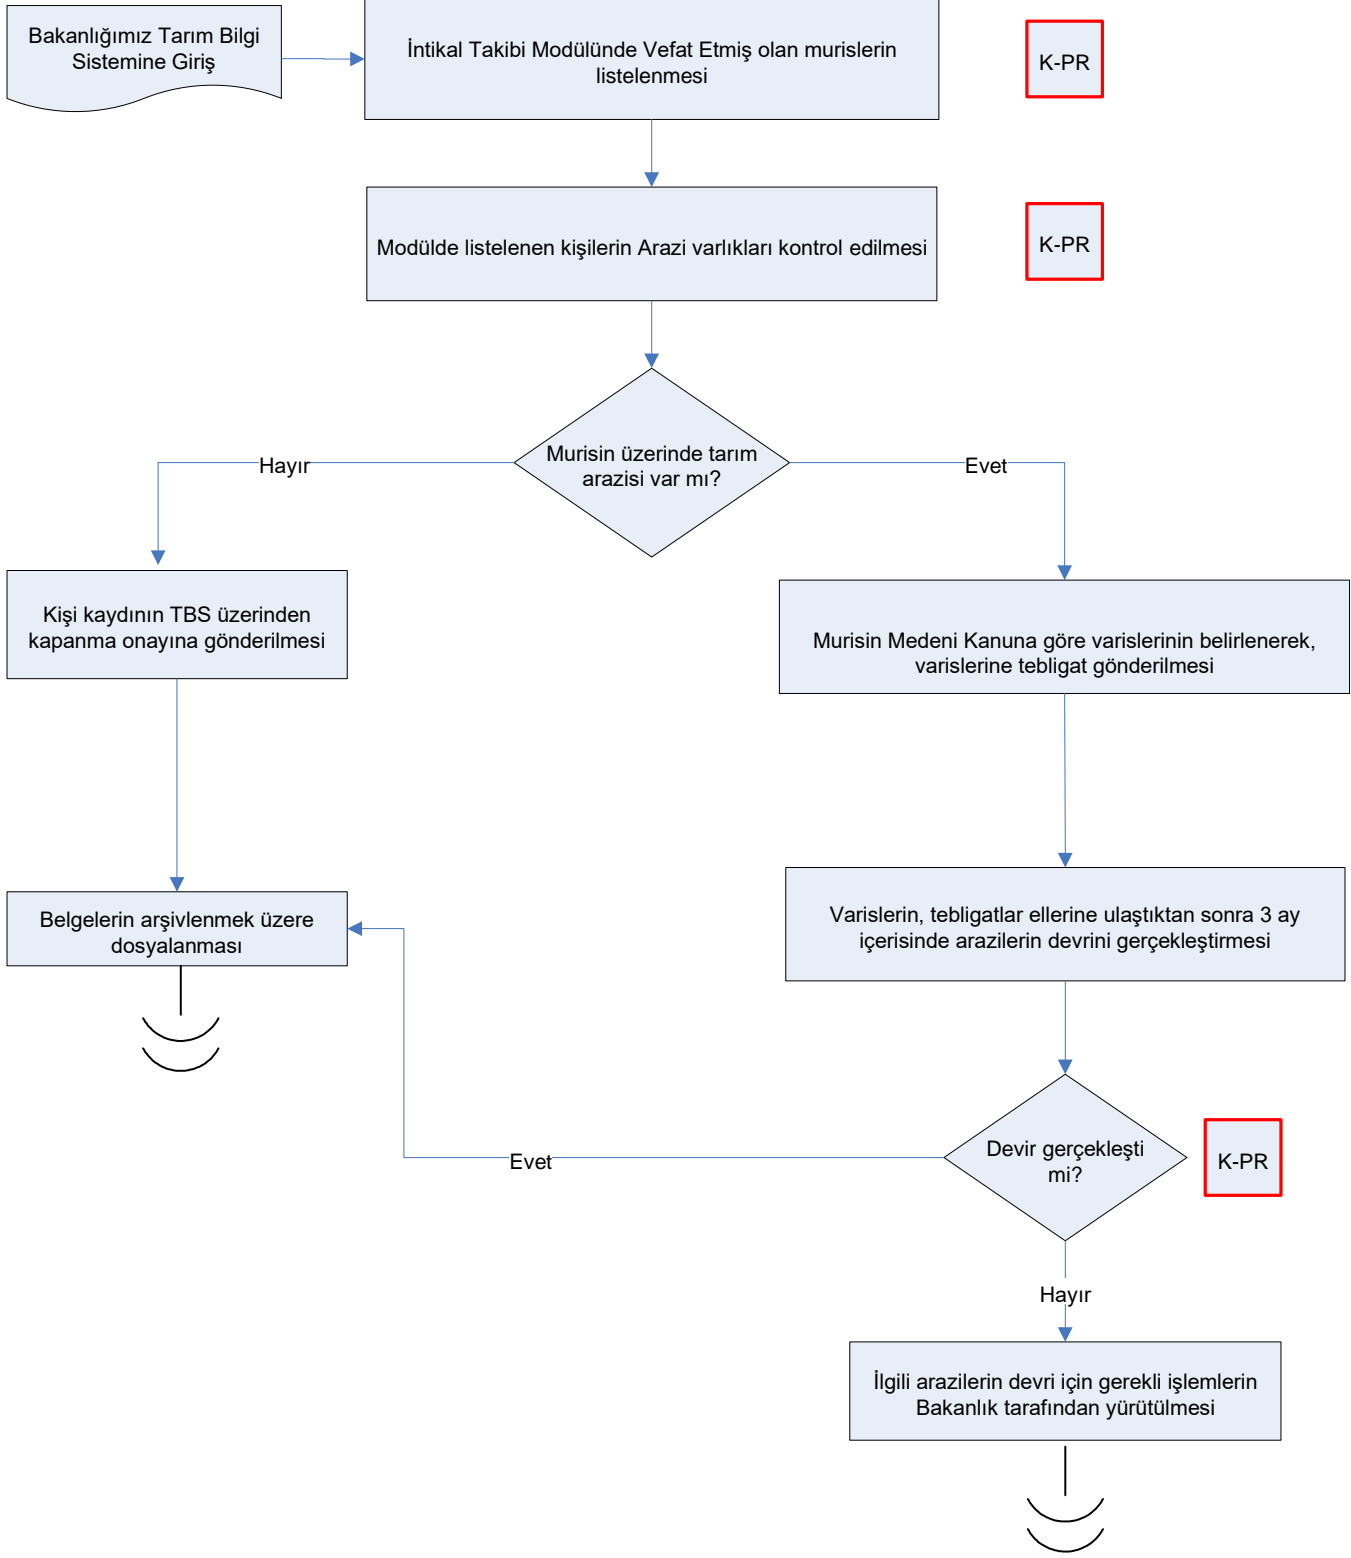 Bakanlığımız Tarım Bilgi
Sistemine Giriş
İntikal Takibi Modülünde Vefat Etmiş olan murislerin
listelenmesi
K-PR
Modülde listelenen kişilerin Arazi varlıkları kontrol edilmesi
K-PR
Murisin üzerinde tarım
arazisi var mı?
Hayır
Evet
Kişi kaydının TBS üzerinden
kapanma onayına gönderilmesi
Murisin Medeni Kanuna göre varislerinin belirlenerek,
varislerine tebligat gönderilmesi
Belgelerin arşivlenmek üzere
dosyalanması
Varislerin, tebligatlar ellerine ulaştıktan sonra 3 ay
içerisinde arazilerin devrini gerçekleştirmesi
Devir gerçekleşti
mi?
K-PR
Evet
Hayır
İlgili arazilerin devri için gerekli işlemlerin
Bakanlık tarafından yürütülmesi